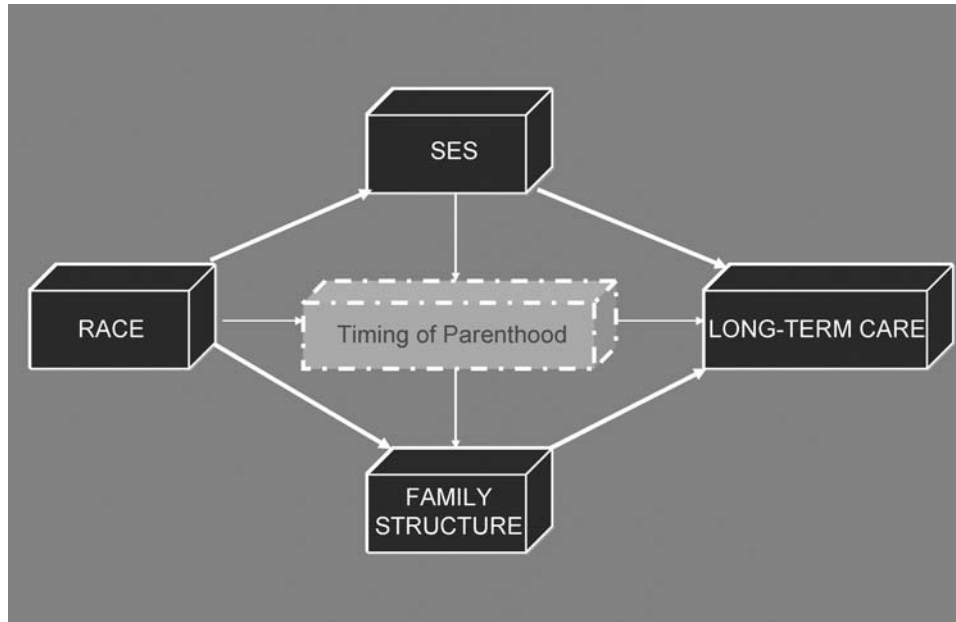 SES
RACE
Timing of Parenthood
LONG-TERM CARE
FAMILY
STRUCTURE